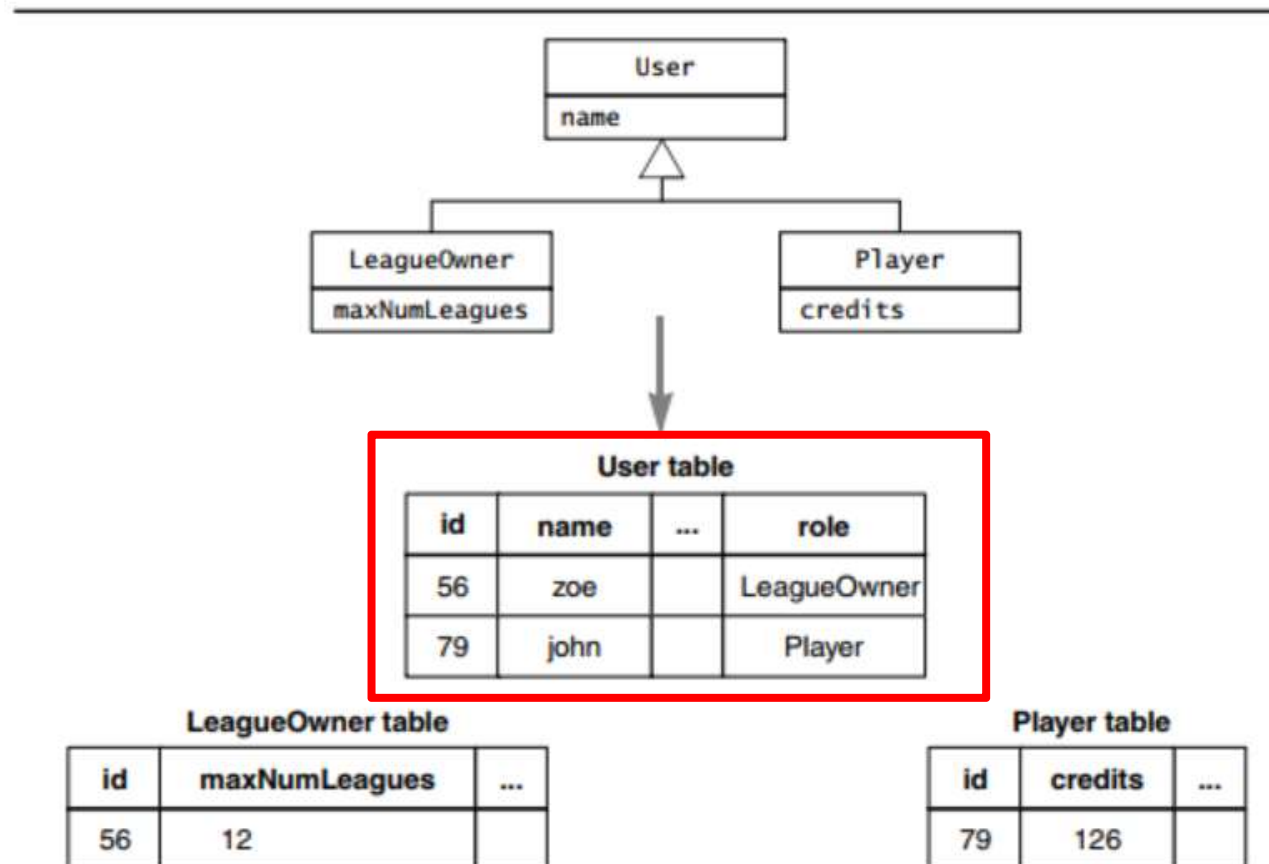 User
name
LeagueOwner
Player
maxNumLeagues
credits
User table
id name ... role
56 zoe LeagueOwner
79 john Player
LeagueOwner table
Player table
id maxNumLeagues ...
id credits ...
56 12
79 126